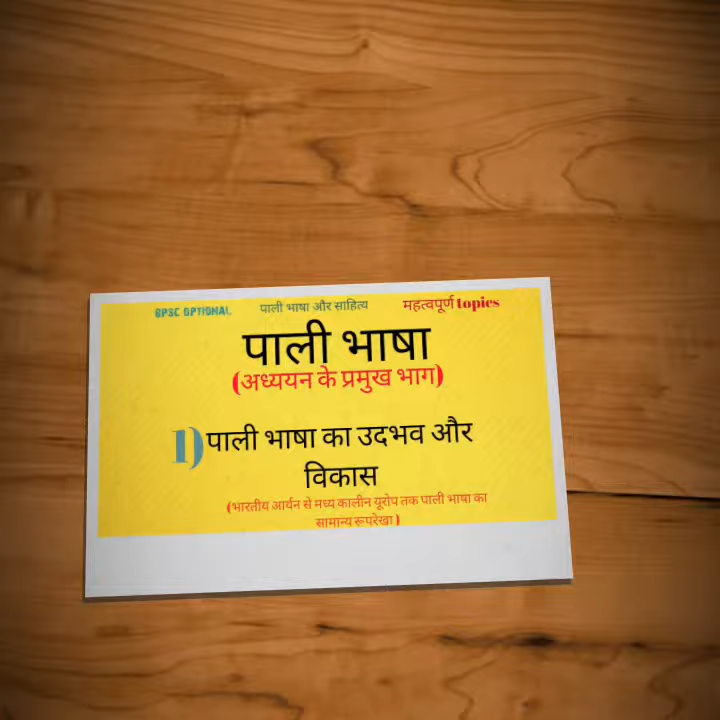 BPSC OPTIONAL पाली भाषा और साहित्य महत्वपूर्ण topics
पाली भाषा
(अध्ययन के प्रमुख भाग)
1) पाली भाषा का उदभव और
विकास
(भारतीय आर्यन से मध्य कालीन यूरोप तक पाली भाषा का
सामान्य रूपरेखा )